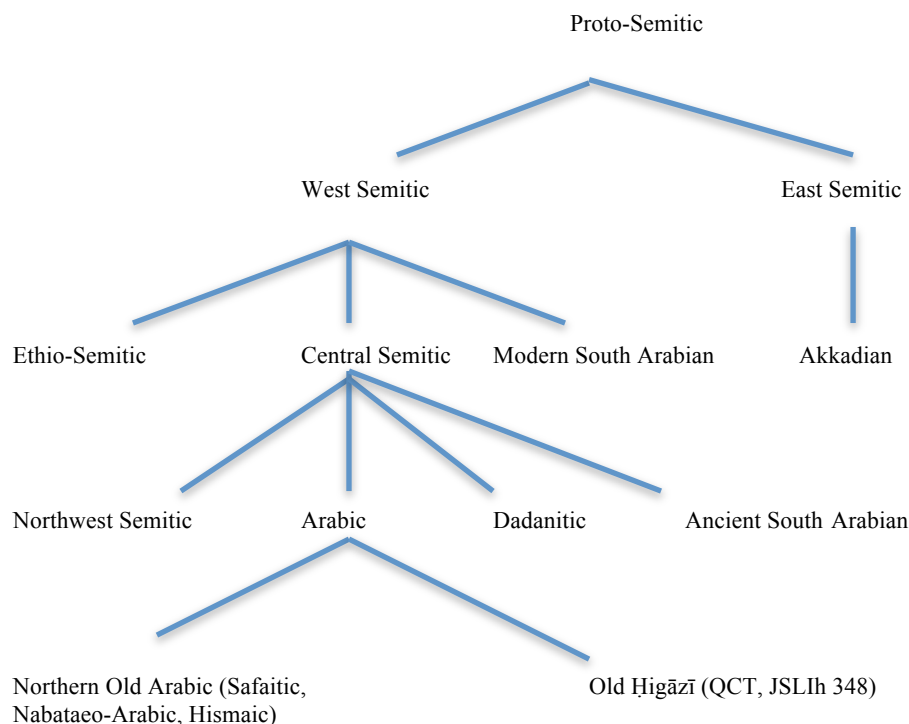 Proto-Semitic
West Semitic
East Semitic
Ethio-Semitic
Central Semitic
Modern South Arabian
Akkadian
Northwest Semitic
Arabic
Dadanitic
Ancient South Arabian
Northern Old Arabic (Safaitic,
Nabataeo-Arabic, Hismaic)
Old Ḥigāzī (QCT, JSLIh 348)